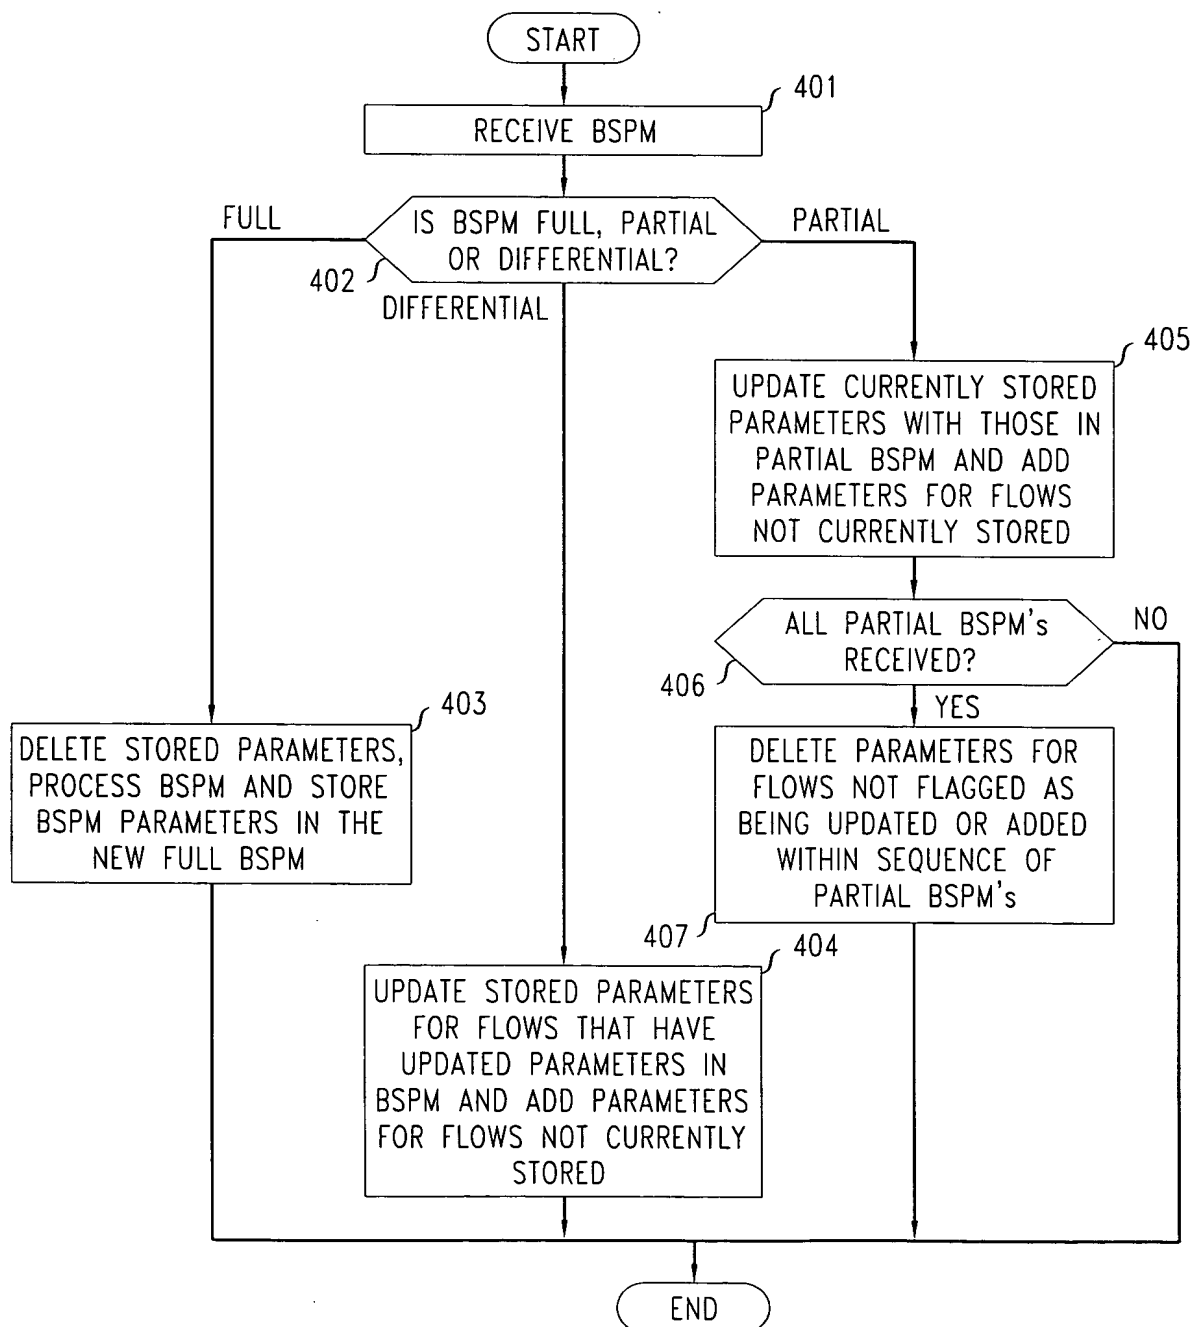 START
401
RECEIVE BSPM
FULL
IS BSPM FULL, PARTIAL
OR DIFFERENTIAL?
PARTIAL
402
DIFFERENTIAL
405
UPDATE CURRENTLY STORED
PARAMETERS WITH THOSE IN
PARTIAL BSPM AND ADD
PARAMETERS FOR FLOWS
NOT CURRENTLY STORED
ALL PARTIAL BSPM's
RECEIVED?
NO
406
YES
403
DELETE STORED PARAMETERS,
PROCESS BSPM AND STORE
BSPM PARAMETERS IN THE
NEW FULL BSPM
DELETE PARAMETERS FOR
FLOWS NOT FLAGGED AS
BEING UPDATED OR ADDED
WITHIN SEQUENCE OF
PARTIAL BSPM's
407
404
UPDATE STORED PARAMETERS
FOR FLOWS THAT HAVE
UPDATED PARAMETERS IN
BSPM AND ADD PARAMETERS
FOR FLOWS NOT CURRENTLY
STORED
END